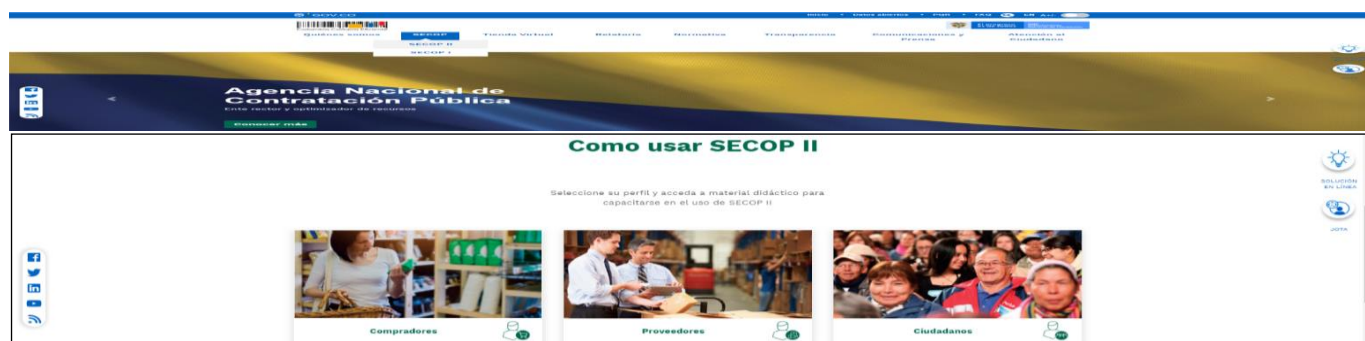 GOV.CO
Inicio • Datos abiertos • PQR • FAQ
EN
Quiénes somos
SECOP
Tienda Virtual
Relatoría
Normativa
Transparencia
Comunicaciones y
Prensa
Atención al
Ciudadano
SECOP II
SECOP I
Agencia Nacional de
Contratación Pública
Ente rector y optimizador de recursos
Conocer más
Como usar SECOP II
Seleccione su perfil y acceda a material didáctico para
capacitarse en el uso de SECOP II
SOLUCIÓN
EN LÍNEA
JOTA
Compradores
Proveedores
Ciudadanos